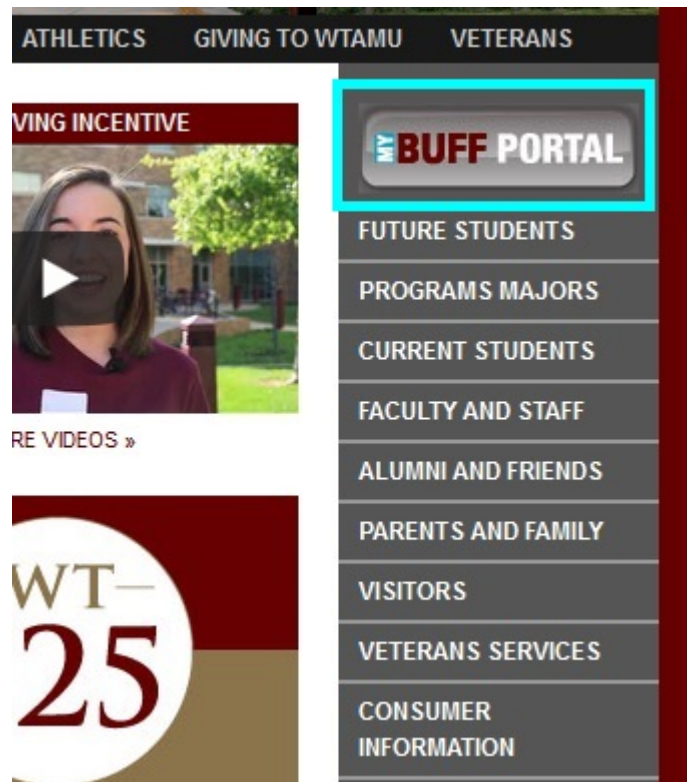 ATHLETICS GIVING TO WTAMU VETERANS
VING INCENTIVE
MY BUFF PORTAL
FUTURE STUDENTS
PROGRAMS MAJORS
CURRENT STUDENTS
FACULTY AND STAFF
RE VIDEOS »
ALUMNI AND FRIENDS
PARENTS AND FAMILY
WT–
VISITORS
25
VETERANS SERVICES
CONSUMER
INFORMATION